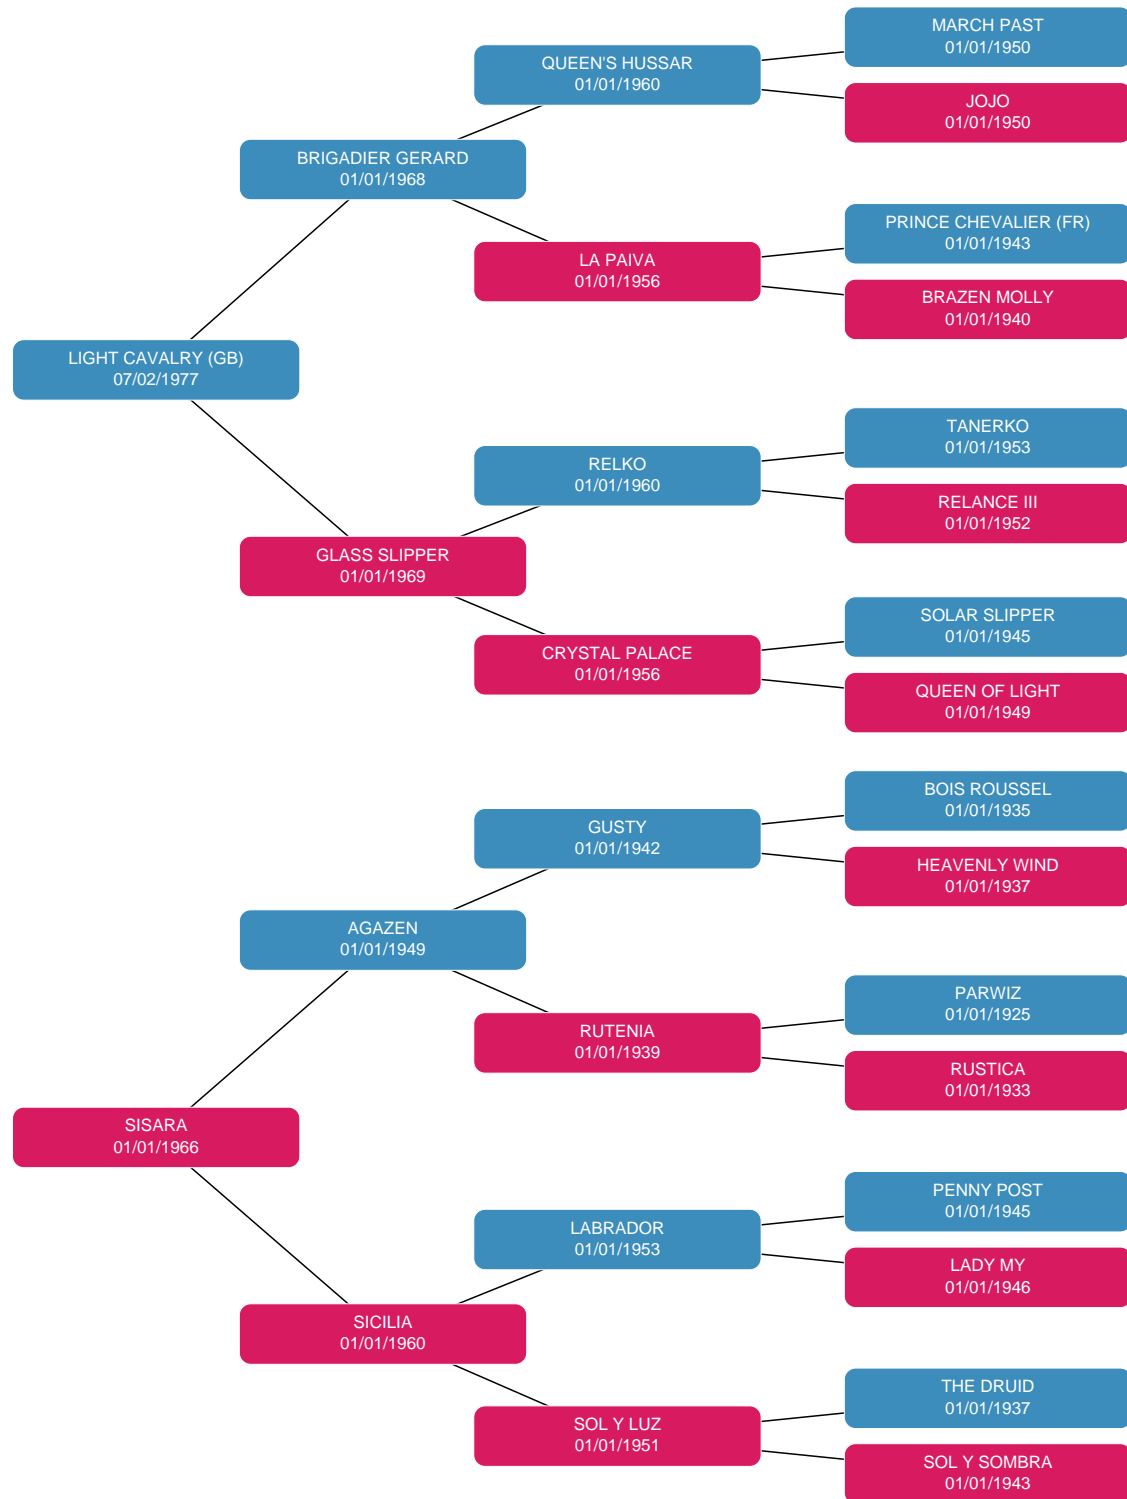 MARCH PAST
01/01/1950
QUEEN'S HUSSAR
01/01/1960
JOJO
01/01/1950
BRIGADIER GERARD
01/01/1968
PRINCE CHEVALIER (FR)
01/01/1943
LA PAIVA
01/01/1956
BRAZEN MOLLY
01/01/1940
LIGHT CAVALRY (GB)
07/02/1977
TANERKO
01/01/1953
RELKO
01/01/1960
RELANCE III
01/01/1952
GLASS SLIPPER
01/01/1969
SOLAR SLIPPER
01/01/1945
CRYSTAL PALACE
01/01/1956
QUEEN OF LIGHT
01/01/1949
BOIS ROUSSEL
01/01/1935
GUSTY
01/01/1942
HEAVENLY WIND
01/01/1937
AGAZEN
01/01/1949
PARWIZ
01/01/1925
RUTENIA
01/01/1939
RUSTICA
01/01/1933
SISARA
01/01/1966
PENNY POST
01/01/1945
LABRADOR
01/01/1953
LADY MY
01/01/1946
SICILIA
01/01/1960
THE DRUID
01/01/1937
SOL Y LUZ
01/01/1951
SOL Y SOMBRA
01/01/1943